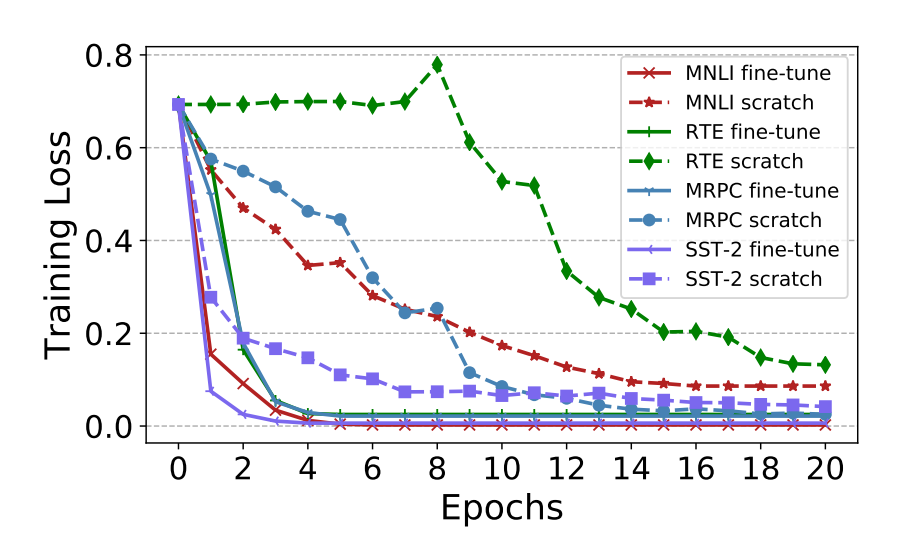 0.8
0.6
0.4
0.2
0.0
Training Loss
0 2 4 6 8 10 12 14 16 18 20
Epochs
MNLI fine-tune
MNLI scratch
RTE fine-tune
RTE scratch
MRPC fine-tune
MRPC scratch
SST-2 fine-tune
SST-2 scratch